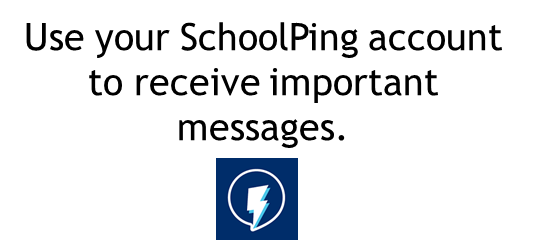 Use your SchoolPing account
to receive important
messages.